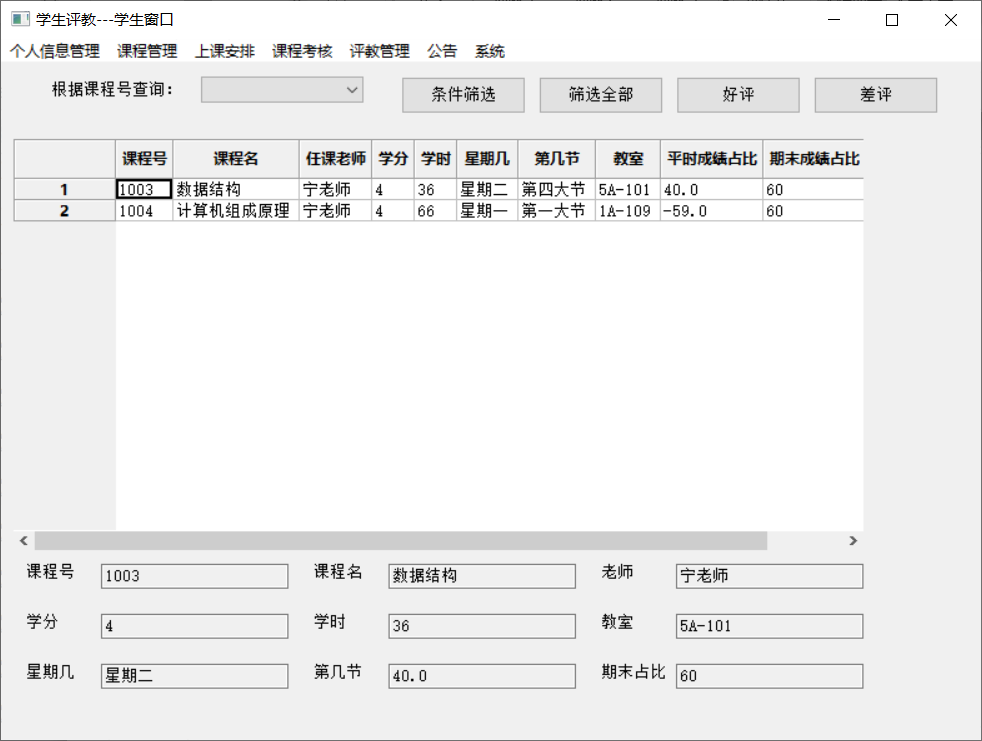 学生评教---学生窗口
个人信息管理 课程管理 上课安排 课程考核 评教管理 公告 系统
根据课程号查询： 条件筛选 筛选全部 好评 差评
课程号 课程名 任课老师 学分 学时 星期几 第几节 教室 平时成绩占比 期末成绩占比
1 1003 数据结构 宁老师 4 36 星期二 第四大节 5A-101 40.0 60
2 1004 计算机组成原理 宁老师 4 66 星期一 第一大节 1A-109 -59.0 60
课程号 1003 课程名 数据结构 老师 宁老师
学分 4 学时 36 教室 5A-101
星期几 星期二 第几节 40.0 期末占比 60